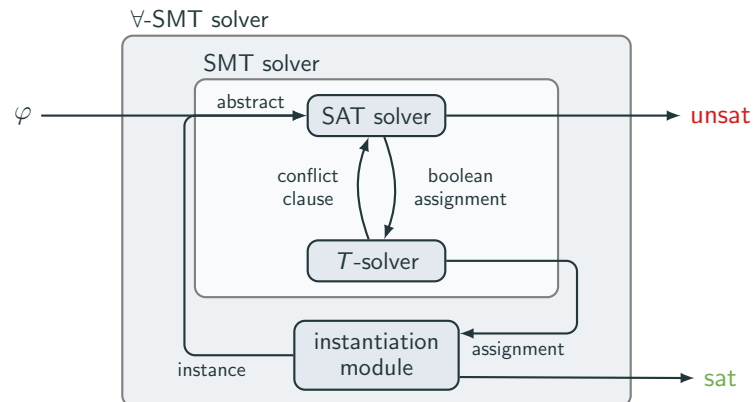 ∀-SMT solver
SMT solver
φ
abstract
SAT solver
unsat
conflict
clause
boolean
assignment
T-solver
instantiation
module
assignment
instance
sat